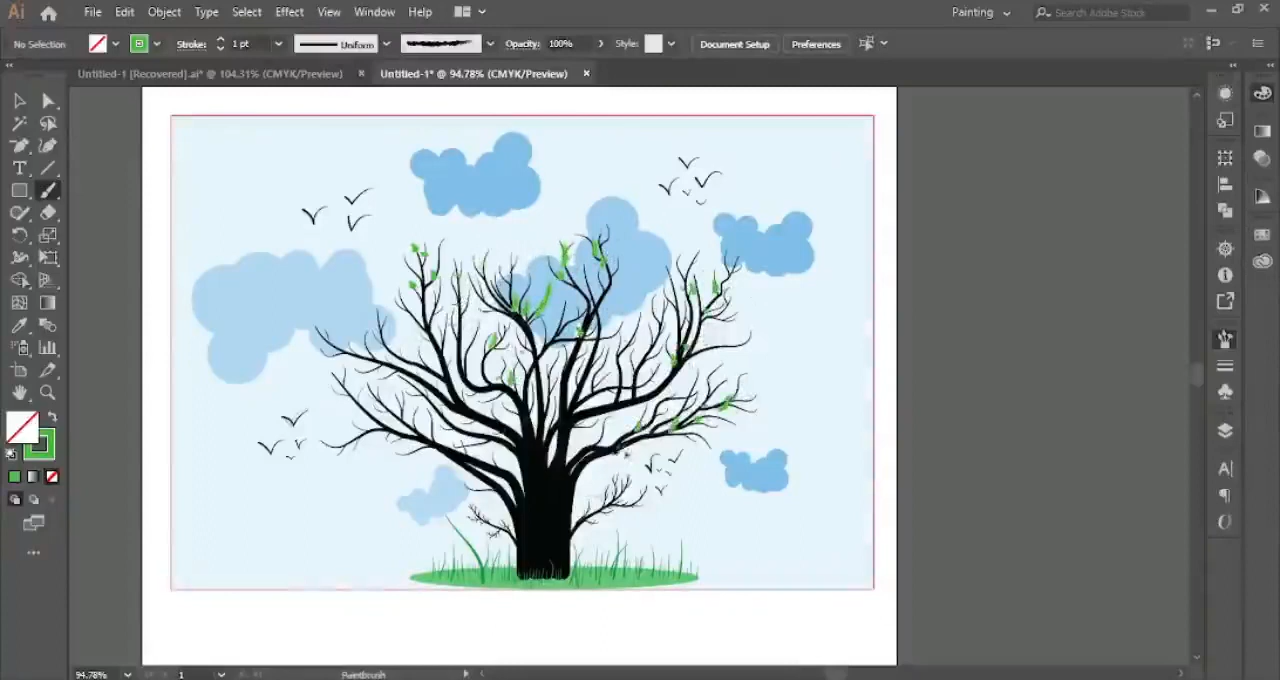 Ai File Edit Object Type Select Effect View Window Help Painting Search Adobe Stock
No Selection Stroke: 1 pt Uniform Opacity: 100% Style: Document Setup Preferences
Untitled-1 [Recovered].ai* @ 104.31% (CMYK/Preview) × Untitled-1* @ 94.78% (CMYK/Preview) ×
94.78% 1 Paintbrush